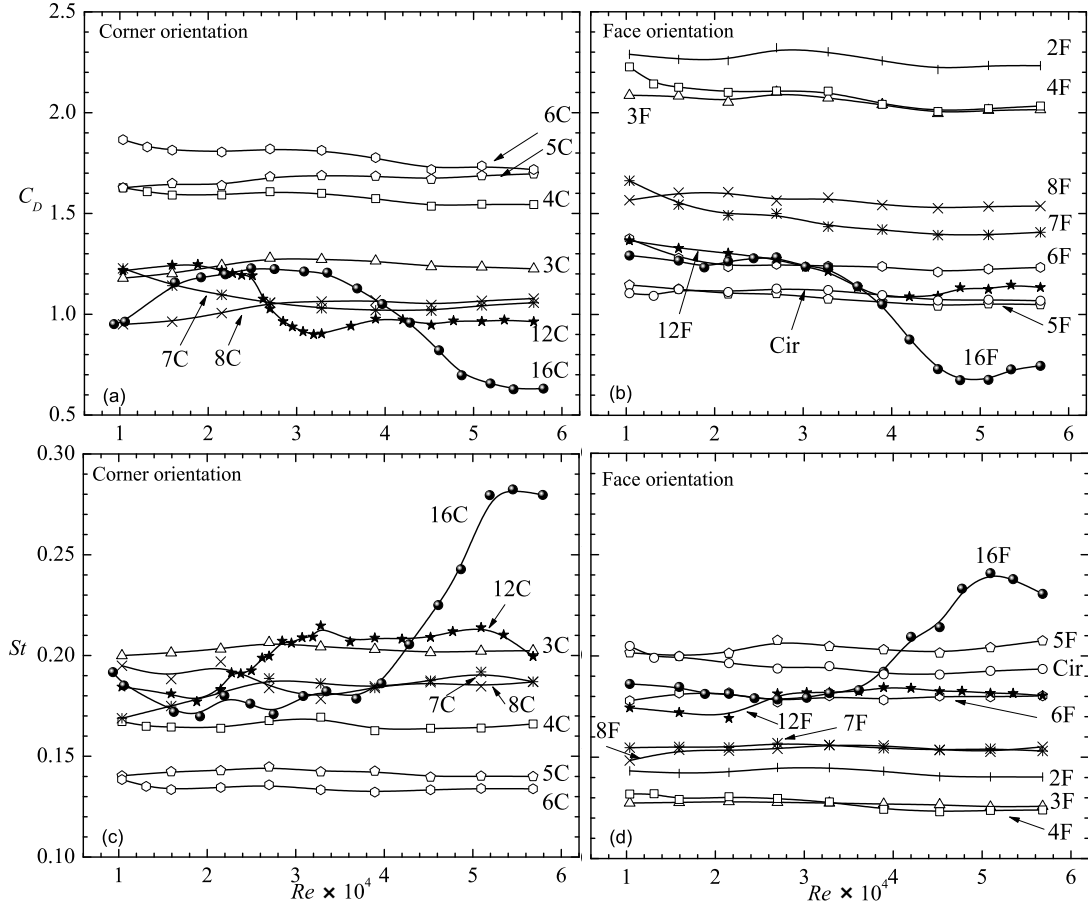 Corner orientation
Face orientation
2.5
2.0
1.5
1.0
0.5
C_D
6C
5C
4C
3C
7C
8C
12C
16C
(a)
1 2 3 4 5 6
2F
4F
3F
8F
7F
6F
12F
Cir
5F
16F
(b)
1 2 3 4 5 6
Corner orientation
Face orientation
0.30
0.25
0.20
0.15
0.10
St
16C
12C
3C
7C
8C
4C
5C
6C
(c)
1 2 3 4 5 6
Re × 10⁴
16F
5F
Cir
6F
12F
7F
8F
2F
3F
4F
(d)
1 2 3 4 5 6
Re × 10⁴